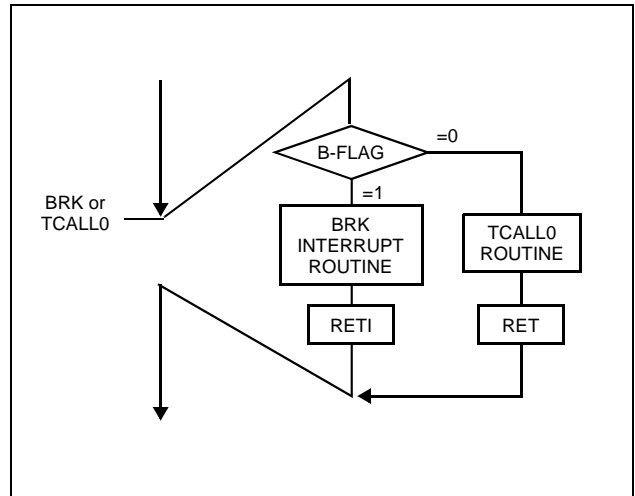 B-FLAG
=0
=1
BRK or
TCALL0
BRK
INTERRUPT
ROUTINE
TCALL0
ROUTINE
RETI
RET